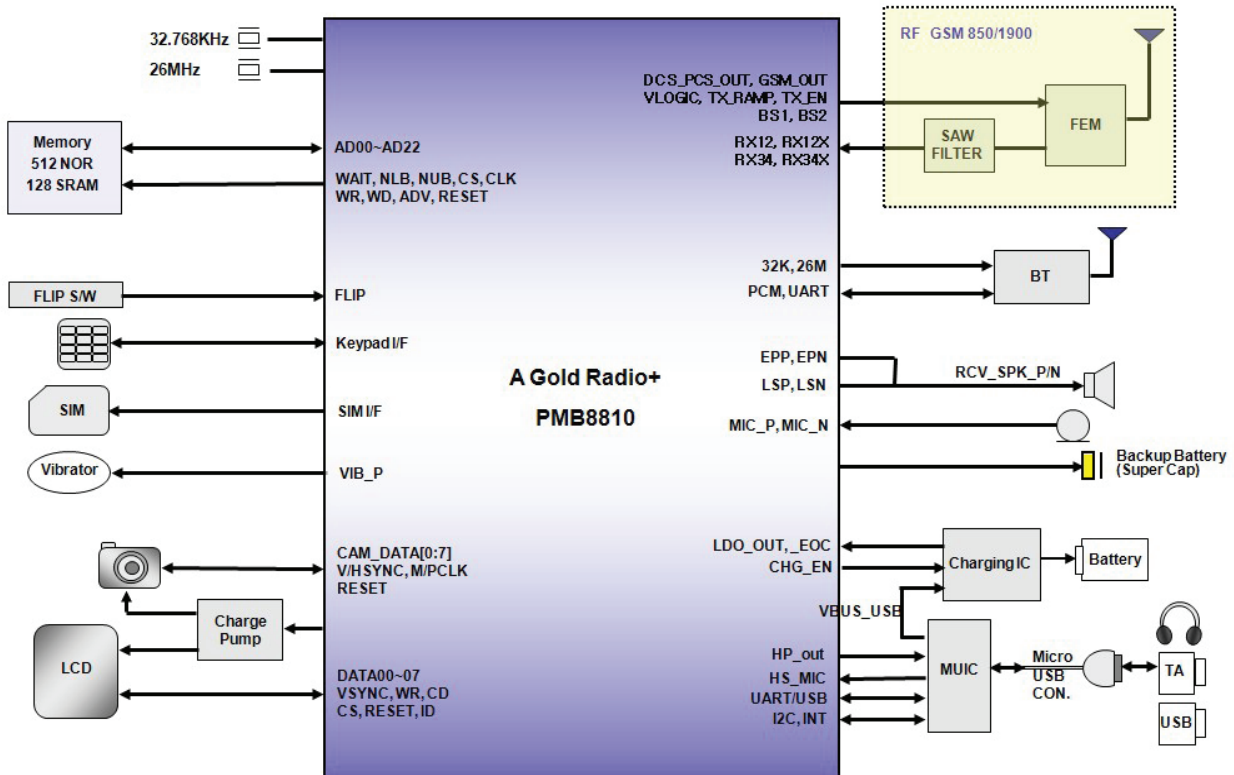 32.768KHz
26MHz
Memory
512 NOR
128 SRAM
AD00~AD22
WAIT, NLB, NUB, CS, CLK
WR, WD, ADV, RESET
FLIP S/W
FLIP
Keypad I/F
SIM
SIM I/F
Vibrator
VIB_P
CAM_DATA[0:7]
V/HSYNC, M/PCLK
RESET
Charge
Pump
LCD
DATA00~07
VSYNC, WR, CD
CS, RESET, ID
A Gold Radio+
PMB8810
RF GSM 850/1900
DCS_PCS_OUT, GSM_OUT
VLOGIC, TX_RAMP, TX_EN
BS1, BS2
RX12, RX12X
RX34, RX34X
SAW
FILTER
FEM
32K, 26M
PCM, UART
BT
EPP, EPN
LSP, LSN
RCV_SPK_P/N
MIC_P, MIC_N
Backup Battery
(Super Cap)
LDO_OUT, _EOC
CHG_EN
Charging IC
Battery
VBUS_USB
HP_out
HS_MIC
UART/USB
I2C, INT
MUIC
Micro
USB
CON.
TA
USB